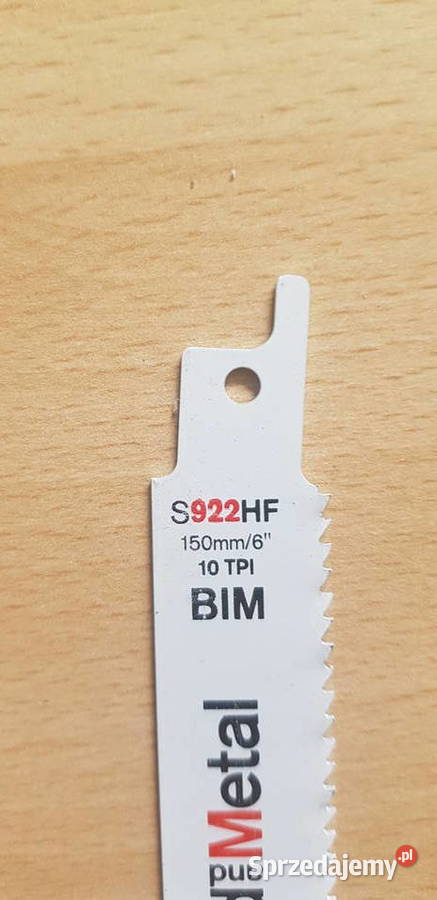 S922HF
150mm/6"
10 TPI
BIM
Metal
Sprzedajemy.pl